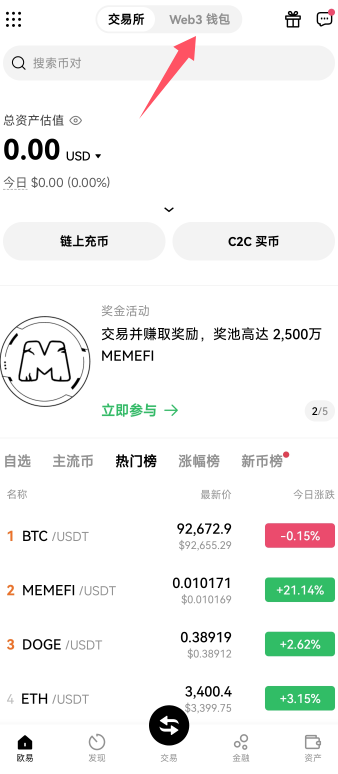 交易所 Web3 钱包
搜索币对
总资产估值
0.00 USD
今日 $0.00 (0.00%)
链上充币 C2C 买币
奖金活动
交易并赚取奖励，奖池高达 2,500万
MEMEFI
立即参与
2/5
自选 主流币 热门榜 涨幅榜 新币榜
名称 最新价 今日涨跌
1 BTC /USDT 92,672.9 -0.15%
$92,655.29
2 MEMEFI /USDT 0.010171 +21.14%
$0.010169
3 DOGE /USDT 0.38919 +2.62%
$0.38912
4 ETH /USDT 3,400.4 +3.15%
$3,399.75
欧易 发现 交易 金融 资产